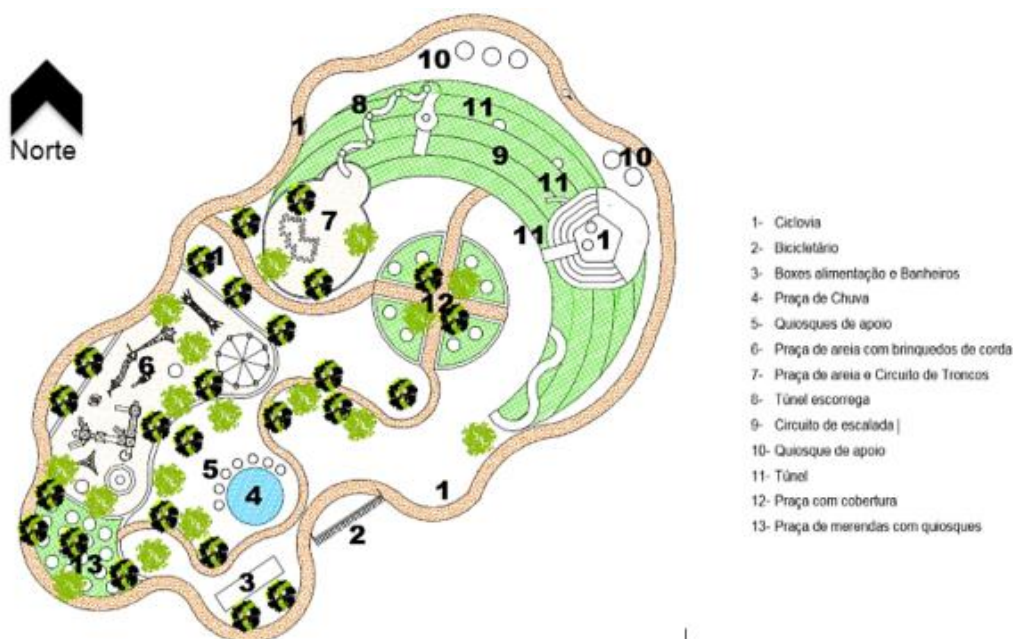 Norte
10
11
8
1
9
10
11
7
11
1
1
12
6
5
4
1
2
13
3
1- Ciclovia
2- Bicicletário
3- Boxes alimentação e Banheiros
4- Praça de Chuva
5- Quiosques de apoio
6- Praça de areia com brinquedos de corda
7- Praça de areia e Circuito de Troncos
8- Túnel escorrega
9- Circuito de escalada|
10- Quiosque de apoio
11- Túnel
12- Praça com cobertura
13- Praça de merendas com quiosques